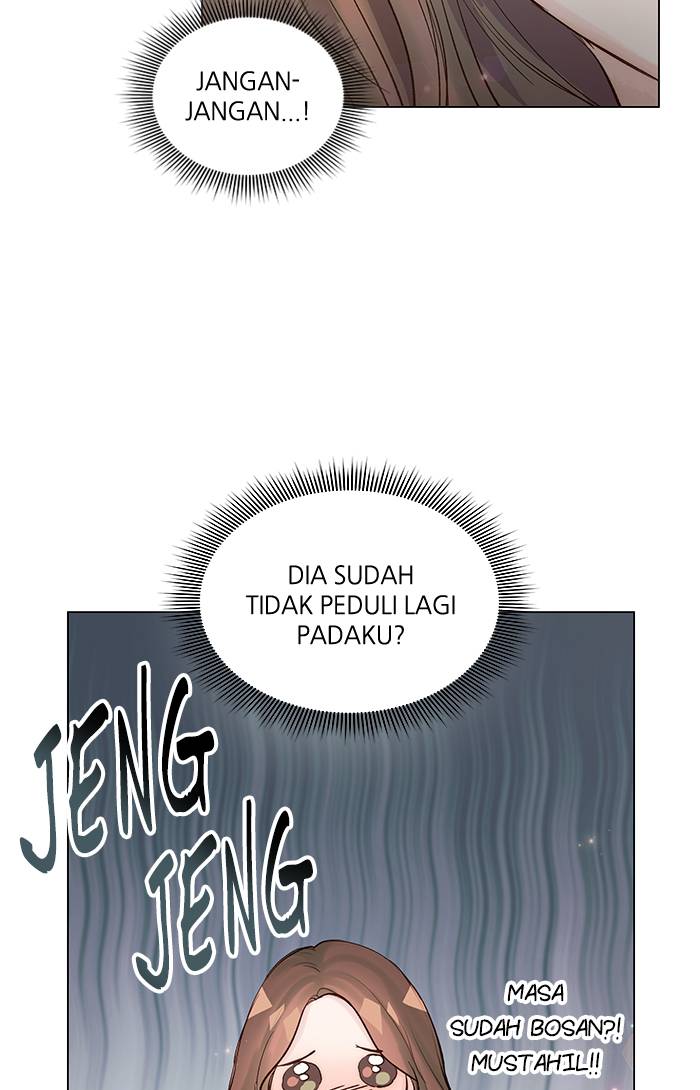 JANGAN-
JANGAN...!
DIA SUDAH
TIDAK PEDULI LAGI
PADAKU?
JENG
JENG
MASA
SUDAH BOSAN?!
MUSTAHIL!!